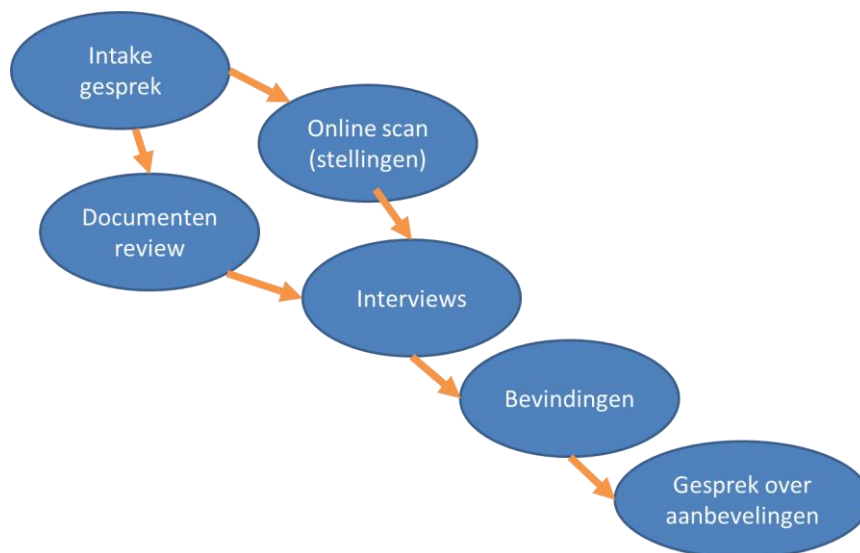 Intake
gesprek
Online scan
(stellingen)
Documenten
review
Interviews
Bevindingen
Gesprek over
aanbevelingen